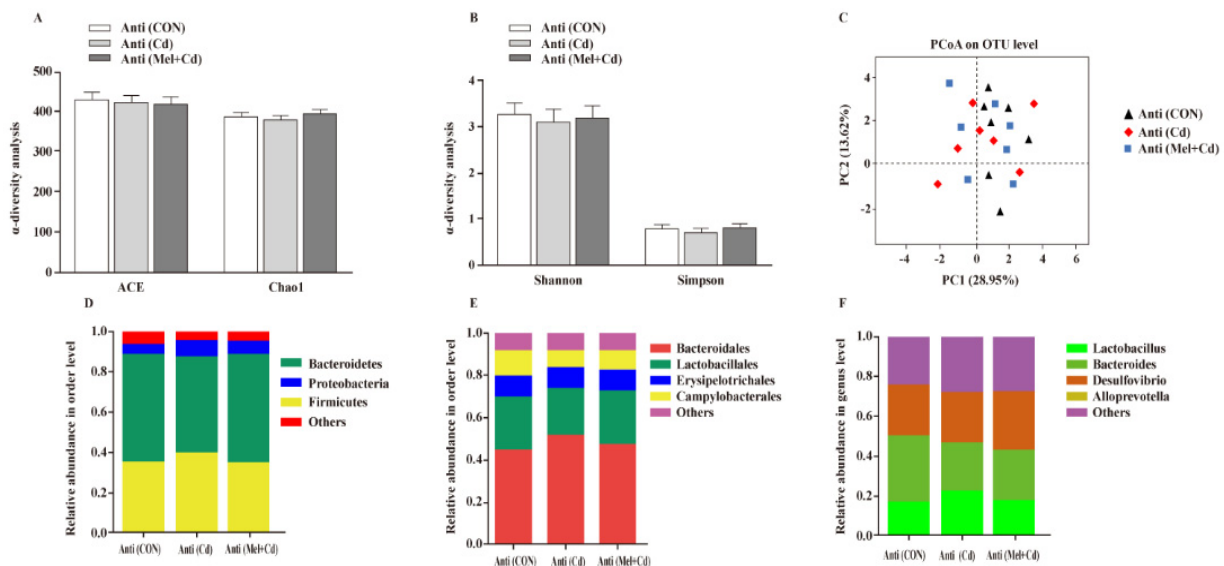 A
Anti (CON)
Anti (Cd)
Anti (Mel+Cd)
α-diversity analysis
500
400
300
200
100
0
ACE
Chao1
B
Anti (CON)
Anti (Cd)
Anti (Mel+Cd)
α-diversity analysis
4
3
2
1
0
Shannon
Simpson
C
PCoA on OTU level
PC2 (13.62%)
4
2
0
-2
-4
-2
0
2
4
6
PC1 (28.95%)
Anti (CON)
Anti (Cd)
Anti (Mel+Cd)
D
Relative abundance in order level
1.0
0.8
0.6
0.4
0.2
0.0
Anti (CON)
Anti (Cd)
Anti (Mel+Cd)
Bacteroidetes
Proteobacteria
Firmicutes
Others
E
Relative abundance in order level
1.0
0.8
0.6
0.4
0.2
0.0
Anti (CON)
Anti (Cd)
Anti (Mel+Cd)
Bacteroidales
Lactobacillales
Erysipelotrichales
Campylobacterales
Others
F
Relative abundance in genus level
1.0
0.8
0.6
0.4
0.2
0.0
Anti (CON)
Anti (Cd)
Anti (Mel+Cd)
Lactobacillus
Bacteroides
Desulfovibrio
Alloprevotella
Others